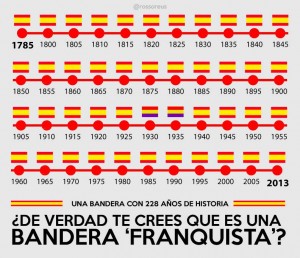 @rosporeus
1785 1800 1805 1810 1815 1820 1825 1830 1835 1840 1845
1850 1855 1860 1865 1870 1875 1880 1885 1890 1895 1900
1905 1910 1915 1920 1925 1930 1935 1940 1945 1950 1955
1960 1965 1970 1975 1980 1985 1990 1995 2000 2005 2013
UNA BANDERA CON 228 AÑOS DE HISTORIA
¿DE VERDAD TE CREES QUE ES UNA
BANDERA ‘FRANQUISTA’?